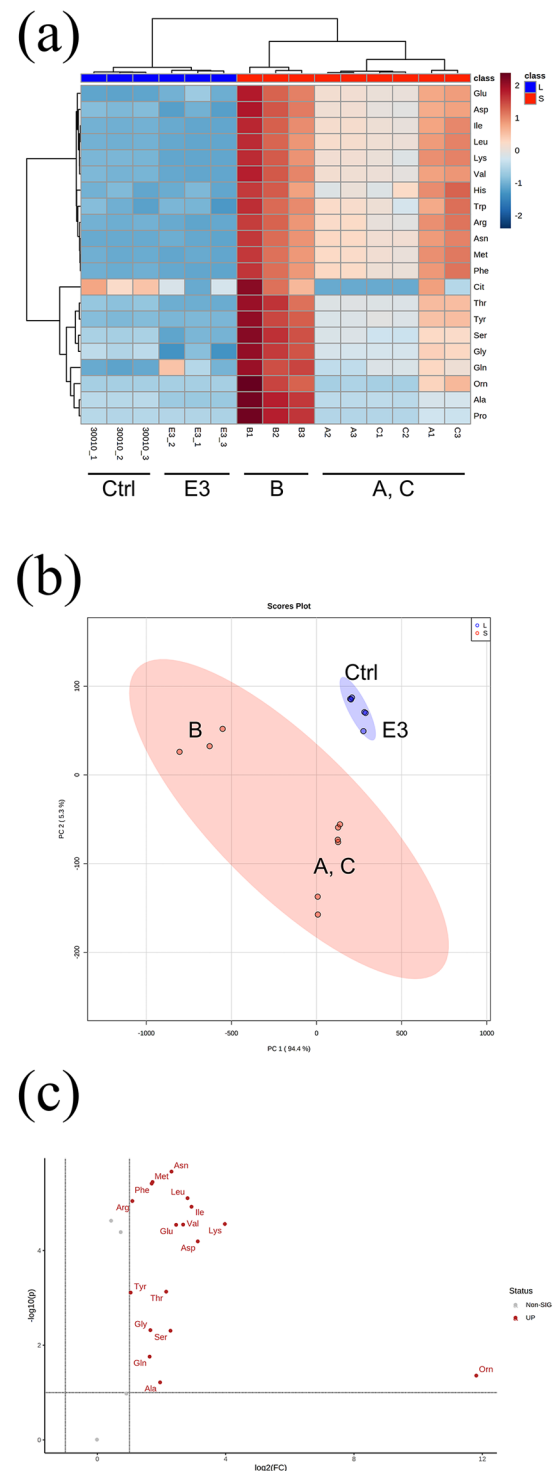 (a)
class
class
L
S
2
1
0
-1
-2
Glu
Asp
Ile
Leu
Lys
Val
His
Trp
Arg
Asn
Met
Phe
Cit
Thr
Tyr
Ser
Gly
Gln
Orn
Ala
Pro
30010_1
30010_2
30010_3
E3_2
E3_1
E3_3
B1
B2
B3
A2
A3
C1
C2
A1
C3
Ctrl E3 B A, C
(b)
Scores Plot
L
S
Ctrl
E3
B
A, C
PC 2 ( 5.3 %)
100
0
-100
-200
-1000 -500 0 500 1000
PC 1 ( 94.4 %)
(c)
Asn
Met
Phe
Leu
Arg
Ile
Glu Val Lys
Asp
Tyr
Thr
Gly
Ser
Gln
Ala
Orn
-log10(p)
4
2
0
0 4 8 12
log2(FC)
Status
Non-SIG
UP